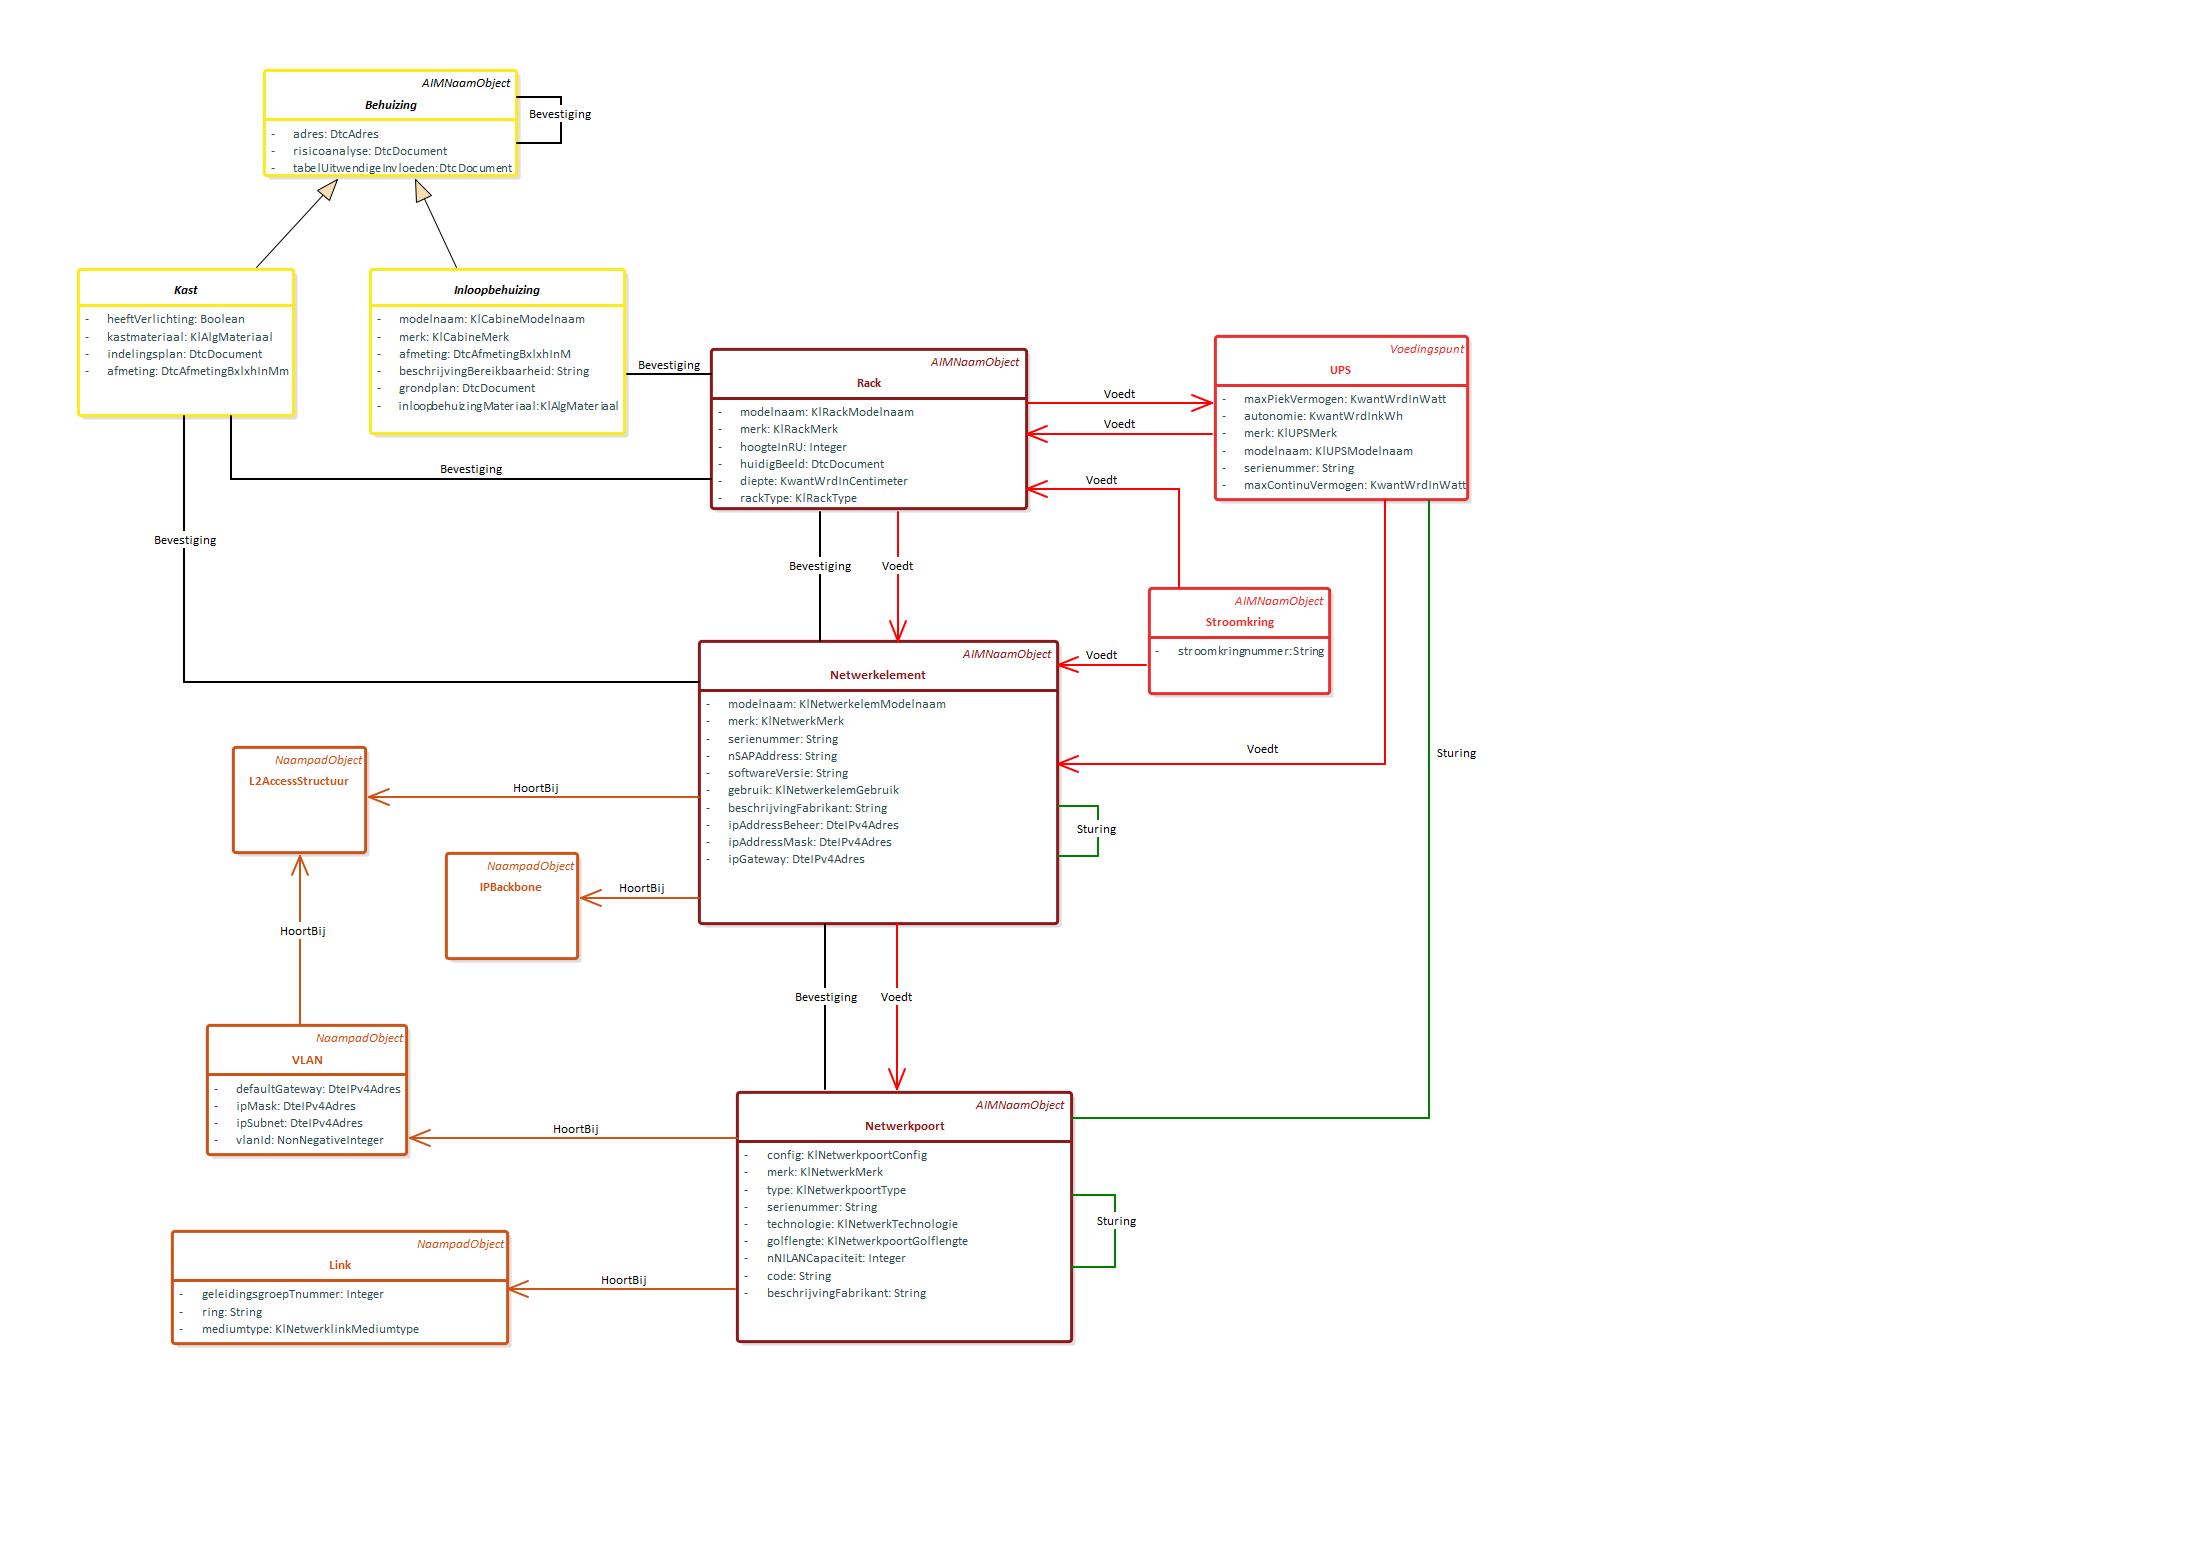 AIMNaamObject
Behuizing
- adres: DtcAdres
- risicoanalyse: DtcDocument
- tabelUitwendigeInvloeden: DtcDocument
Bevestiging
Kast
- heeftVerlichting: Boolean
- kastmateriaal: KlAlgMateriaal
- indelingsplan: DtcDocument
- afmeting: DtcAfmetingBxlxhInMm
Inloopbehuizing
- modelnaam: KlCabineModelnaam
- merk: KlCabineMerk
- afmeting: DtcAfmetingBxlxhInM
- beschrijvingBereikbaarheid: String
- grondplan: DtcDocument
- inloopbehuizingMateriaal: KlAlgMateriaal
Bevestiging
AIMNaamObject
Rack
- modelnaam: KlRackModelnaam
- merk: KlRackMerk
- hoogteInRU: Integer
- huidigBeeld: DtcDocument
- diepte: KwantWrdInCentimeter
- rackType: KlRackType
Voedt
Voedt
Voedt
Voedingspunt
UPS
- maxPiekVermogen: KwantWrdInWatt
- autonomie: KwantWrdInkWh
- merk: KlUPSMerk
- modelnaam: KlUPSModelnaam
- serienummer: String
- maxContinuVermogen: KwantWrdInWatt
Bevestiging
Bevestiging
Bevestiging
Voedt
AIMNaamObject
Stroomkring
- stroomkringnummer: String
Voedt
AIMNaamObject
Netwerkelement
- modelnaam: KlNetwerkelemModelnaam
- merk: KlNetwerkMerk
- serienummer: String
- nSAPAddress: String
- softwareVersie: String
- gebruik: KlNetwerkelemGebruik
- beschrijvingFabrikant: String
- ipAddressBeheer: DteIPv4Adres
- ipAddressMask: DteIPv4Adres
- ipGateway: DteIPv4Adres
Voedt
Sturing
Sturing
NaampadObject
L2AccessStructuur
HoortBij
NaampadObject
IPBackbone
HoortBij
HoortBij
Bevestiging
Voedt
NaampadObject
VLAN
- defaultGateway: DteIPv4Adres
- ipMask: DteIPv4Adres
- ipSubnet: DteIPv4Adres
- vlanId: NonNegativeInteger
HoortBij
AIMNaamObject
Netwerkpoort
- config: KlNetwerkpoortConfig
- merk: KlNetwerkMerk
- type: KlNetwerkpoortType
- serienummer: String
- technologie: KlNetwerkTechnologie
- golflengte: KlNetwerkpoortGolflengte
- nNILANCapaciteit: Integer
- code: String
- beschrijvingFabrikant: String
Sturing
NaampadObject
Link
- geleidingsgroepTnummer: Integer
- ring: String
- mediumtype: KlNetwerklinkMediumtype
HoortBij